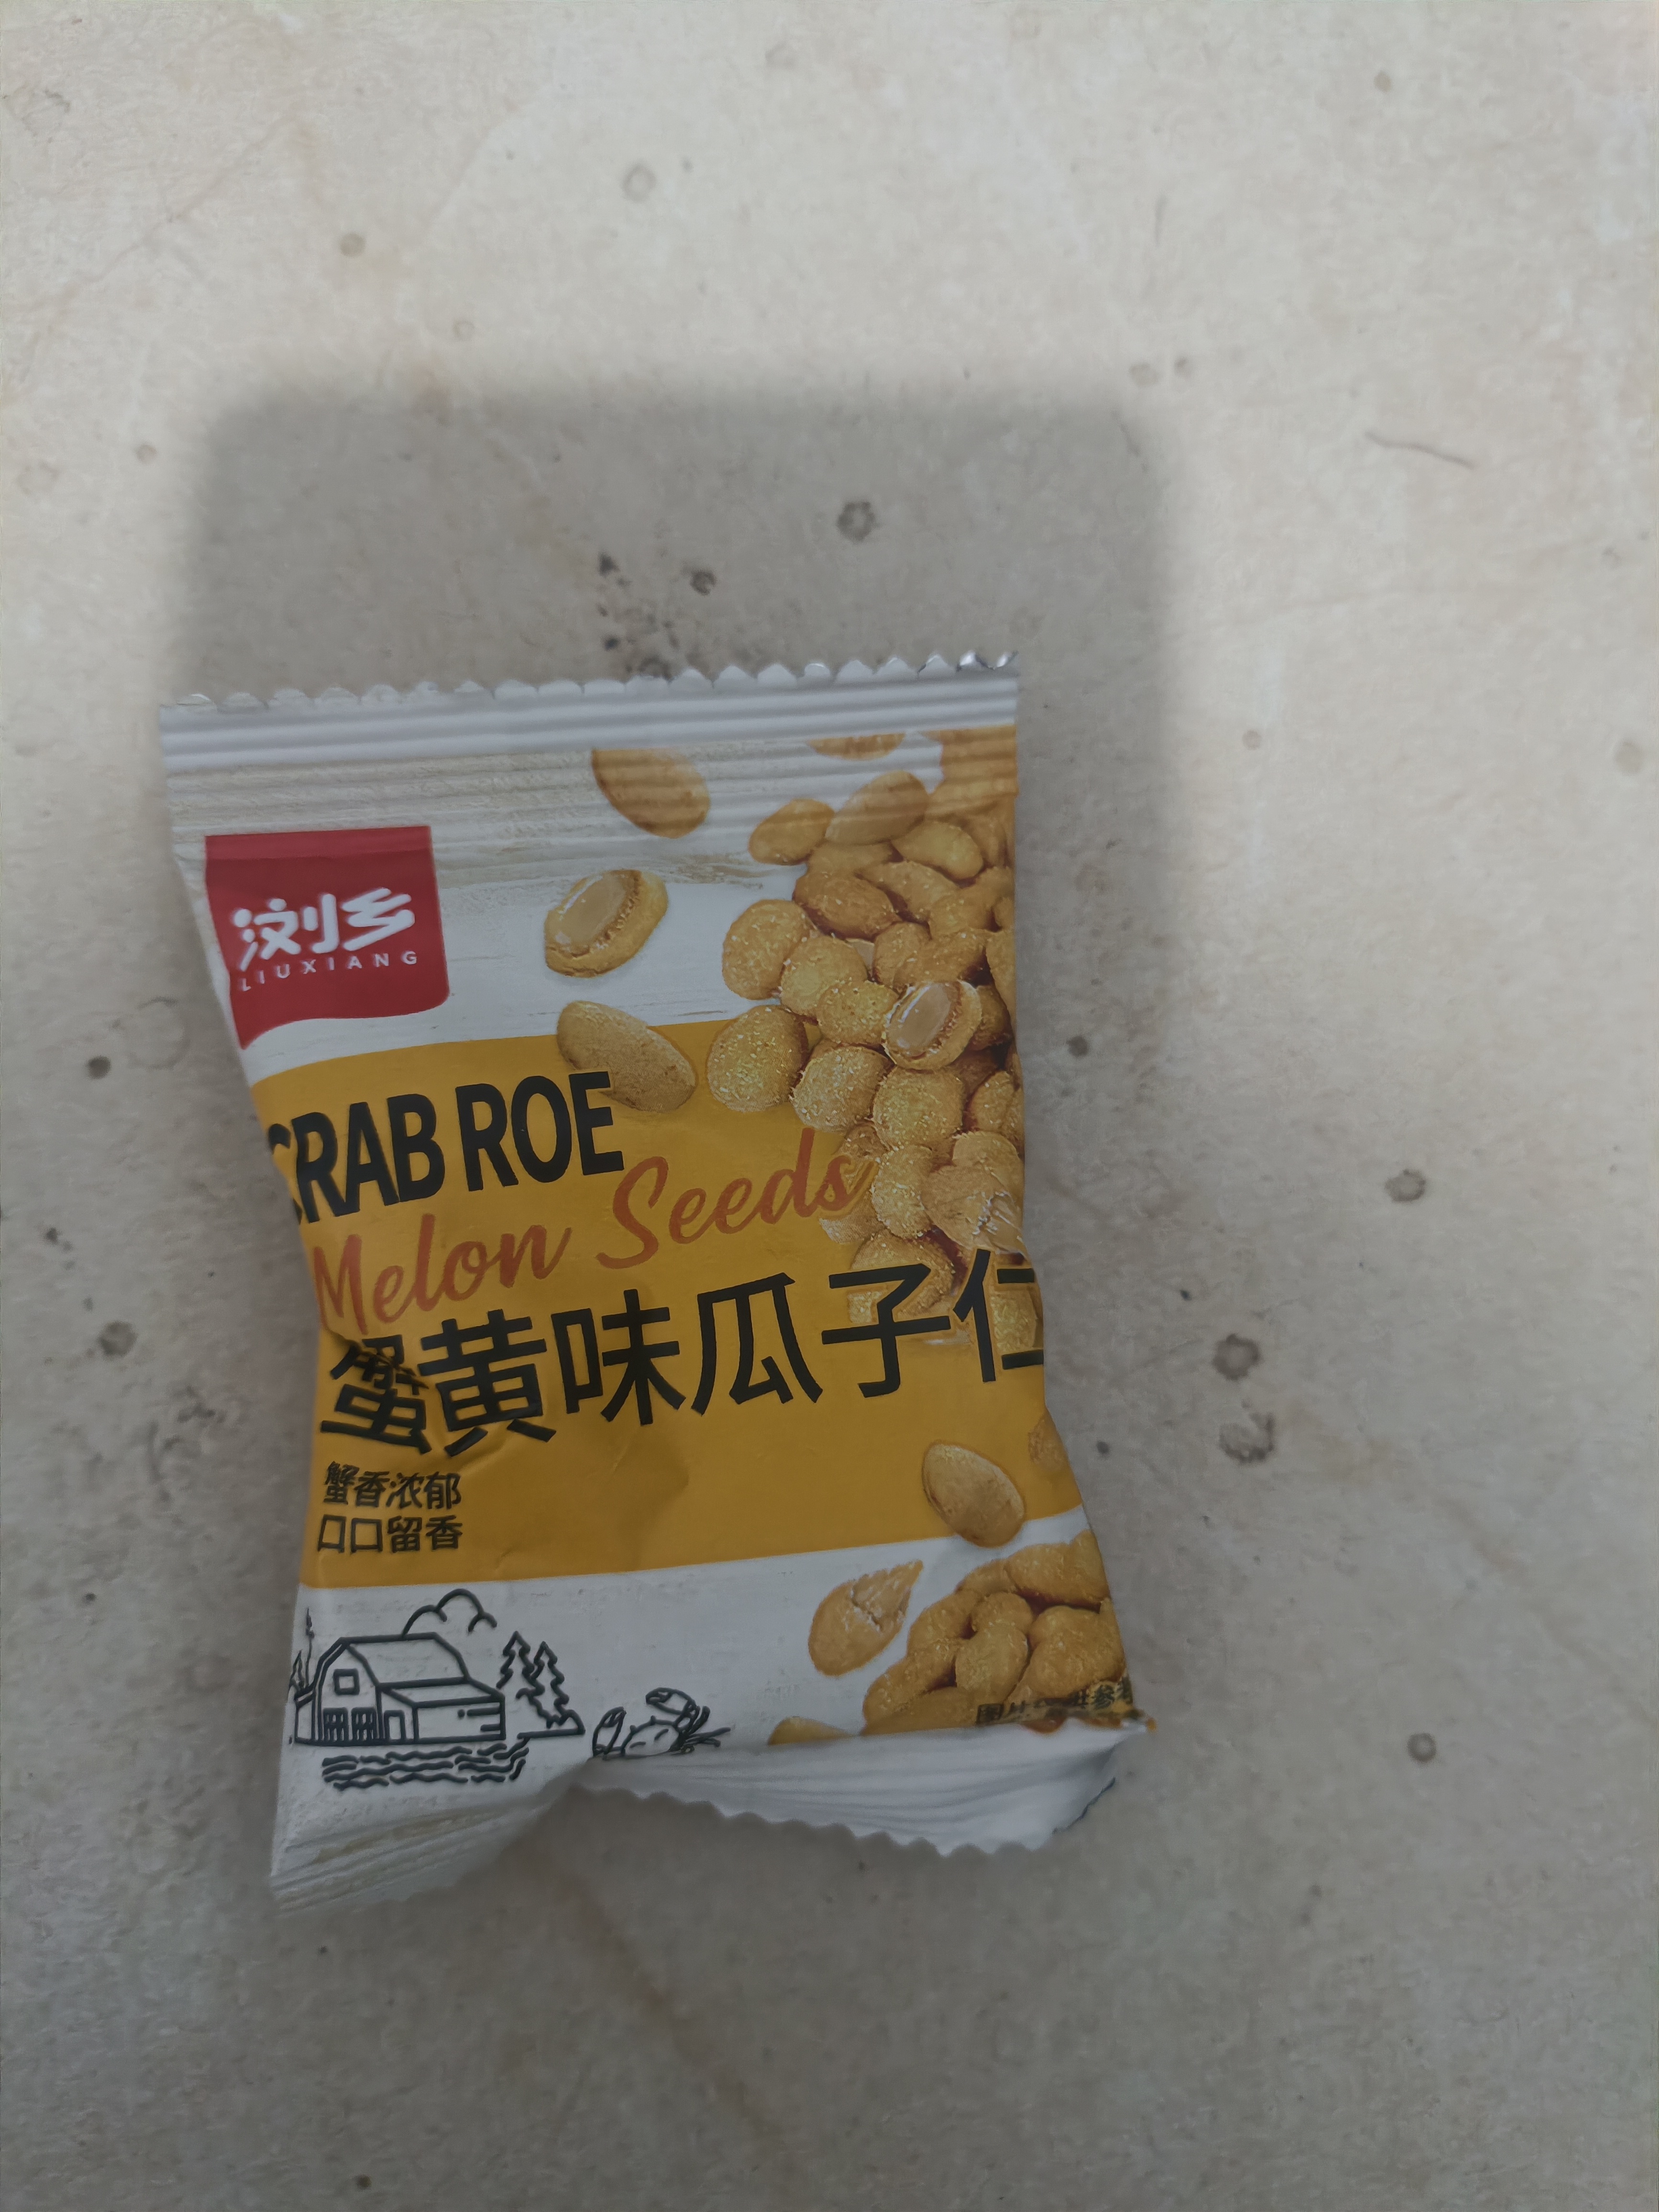 浏乡
LIUXIANG
CRAB ROE
Melon Seeds
蟹黄味瓜子仁
蟹香浓郁
口口留香